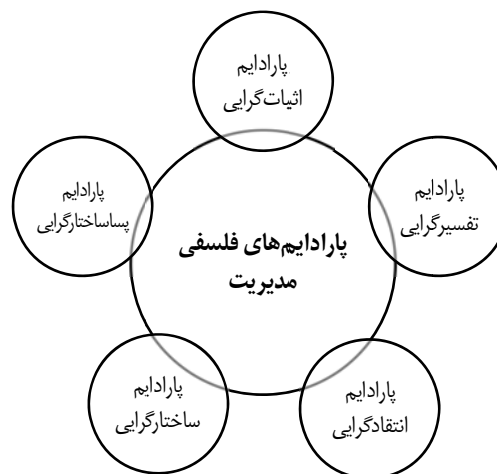 پارادایم
اثبات‌گرایی
پارادایم
تفسیرگرایی
پارادایم
پساساختارگرایی
پارادایم‌های فلسفی
مدیریت
پارادایم
انتقادگرایی
پارادایم
ساختارگرایی